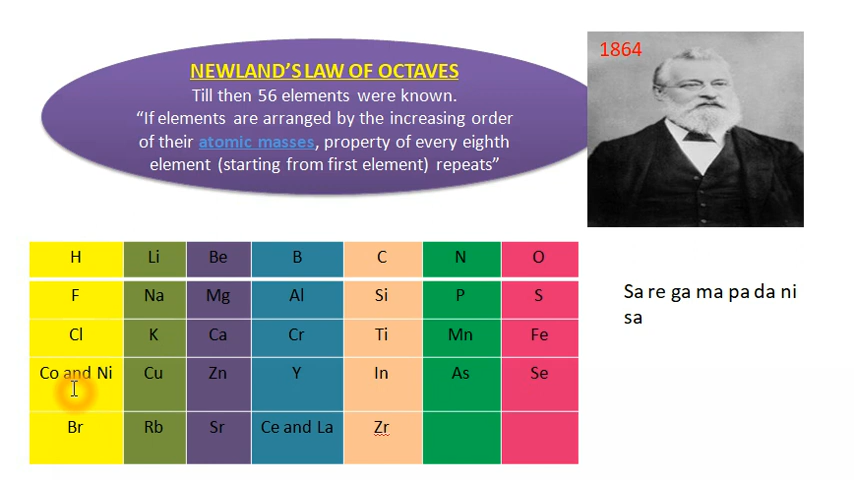 NEWLAND'S LAW OF OCTAVES
Till then 56 elements were known.
“If elements are arranged by the increasing order
of their atomic masses, property of every eighth
element (starting from first element) repeats”
1864
H Li Be B C N O
F Na Mg Al Si P S
Cl K Ca Cr Ti Mn Fe
Co and Ni Cu Zn Y In As Se
Br Rb Sr Ce and La Zr
Sa re ga ma pa da ni
sa